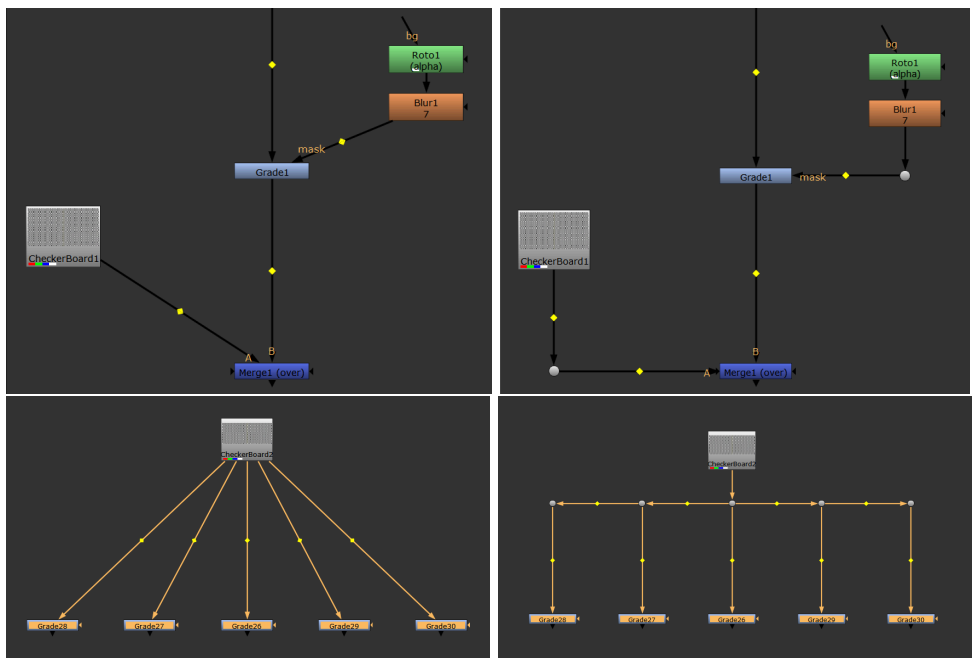 bg
Roto1
(alpha)
Blur1
7
mask
Grade1
CheckerBoard1
B
A
Merge1 (over)
bg
Roto1
(alpha)
Blur1
7
Grade1
mask
CheckerBoard1
B
A
Merge1 (over)
CheckerBoard2
Grade28
Grade27
Grade26
Grade29
Grade30
CheckerBoard2
Grade28
Grade27
Grade26
Grade29
Grade30